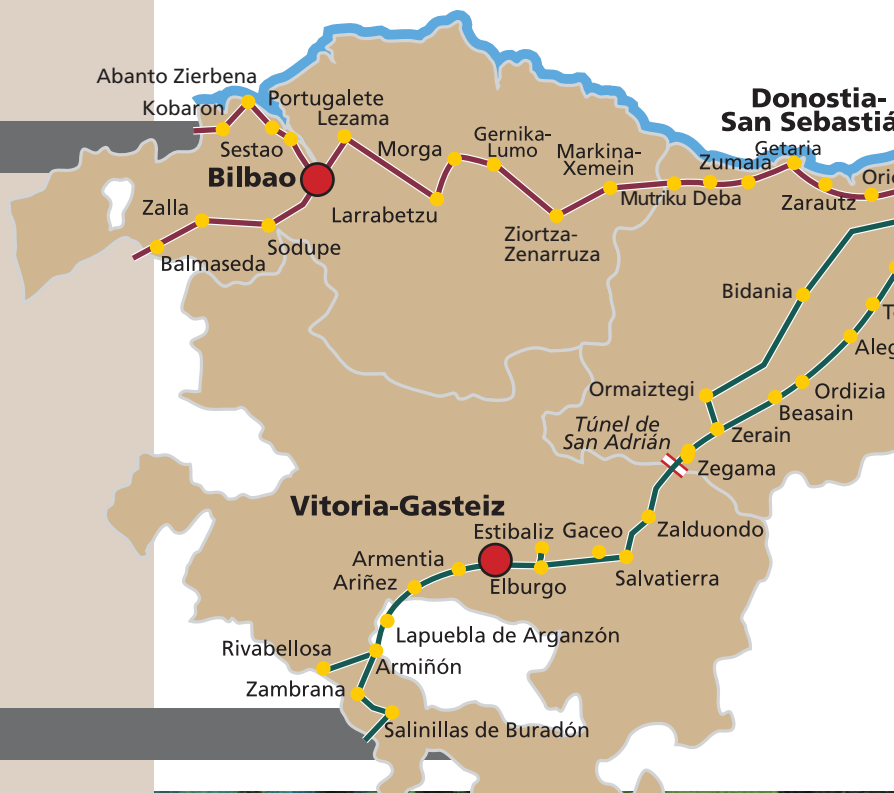 Abanto Zierbena
Kobaron
Portugalete
Lezama
Sestao
Bilbao
Morga
Gernika-
Lumo
Markina-
Xemein
Donostia-
San Sebastiá
Getaria
Zumaia
Ori
Zarautz
Mutriku Deba
Larrabetzu
Ziortza-
Zenarruza
Zalla
Sodupe
Balmaseda
Bidania
T
Aleg
Ormaiztegi
Ordizia
Beasain
Zerain
Túnel de
San Adrián
Zegama
Vitoria-Gasteiz
Estibaliz
Gaceo
Zalduondo
Armentia
Ariñez
Elburgo
Salvatierra
Lapuebla de Arganzón
Rivabellosa
Armiñón
Zambrana
Salinillas de Buradón